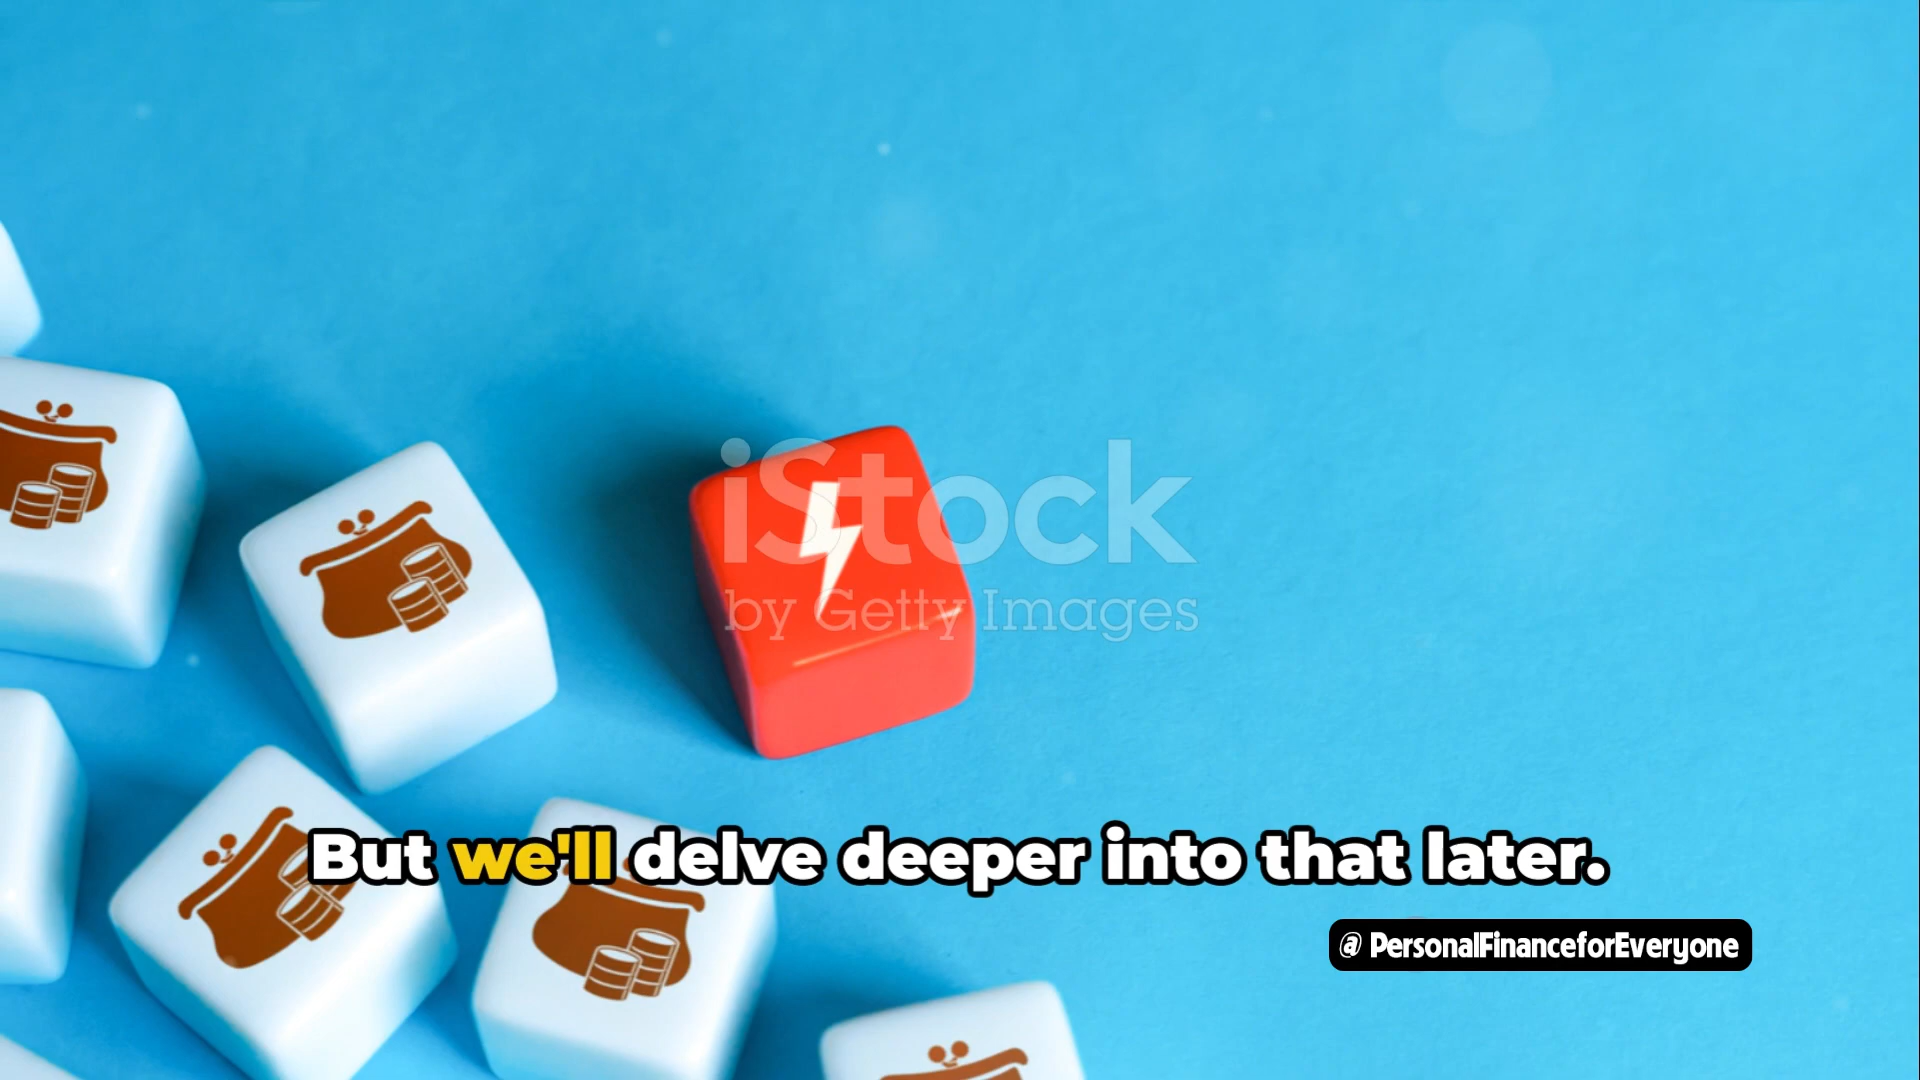 iStock
by Getty Images
But we'll delve deeper into that later.
@ PersonalFinanceforEveryone